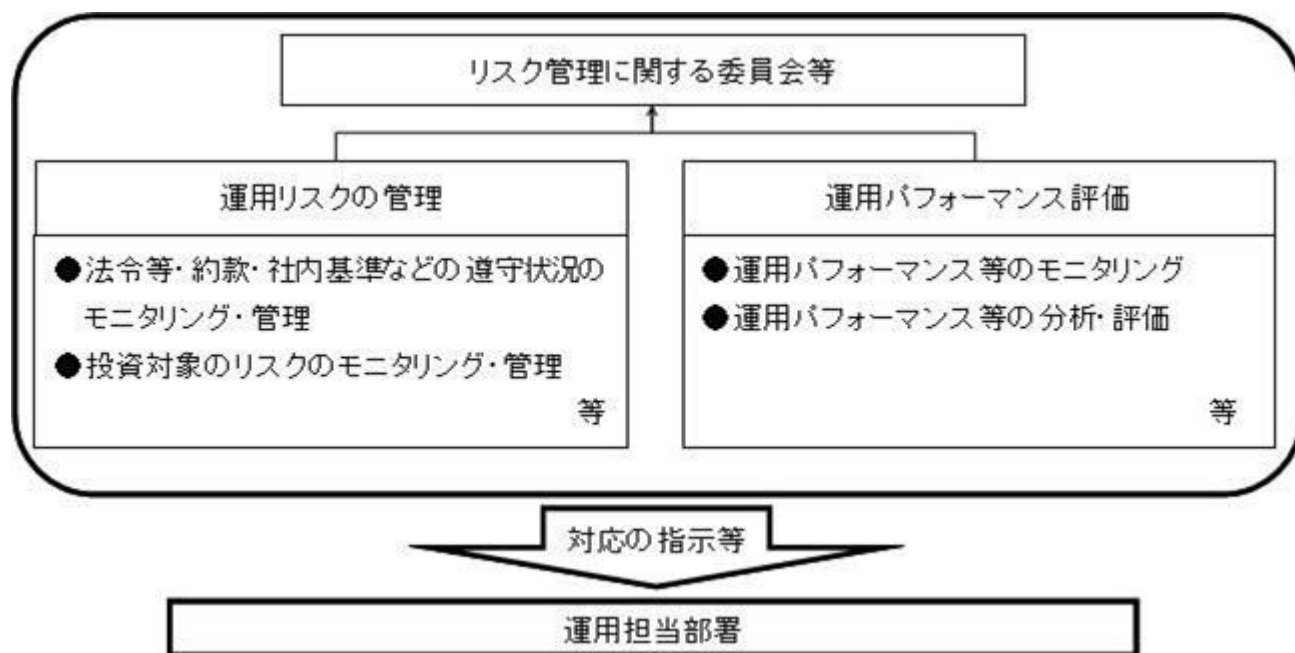 リスク管理に関する委員会等
運用リスクの管理
●法令等・約款・社内基準などの遵守状況の
モニタリング・管理
●投資対象のリスクのモニタリング・管理
等
運用パフォーマンス評価
●運用パフォーマンス等のモニタリング
●運用パフォーマンス等の分析・評価
等
対応の指示等
運用担当部署